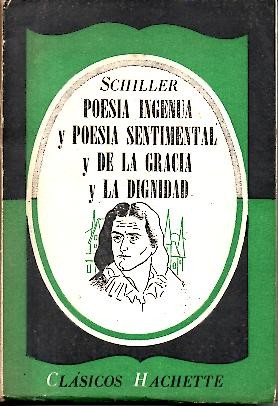 SCHILLER
POESIA INGENUA
y POESIA SENTIMENTAL
y DE LA GRACIA
y LA DIGNIDAD
CLÁSICOS HACHETTE